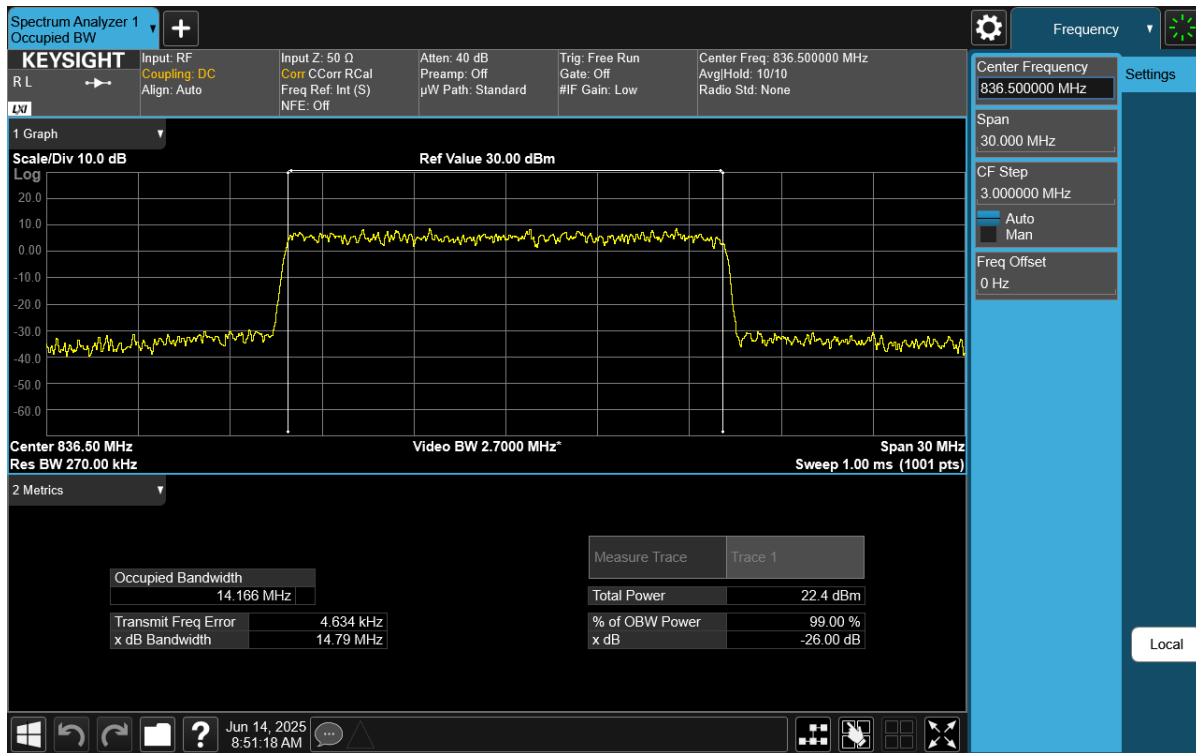 Spectrum Analyzer 1
Occupied BW
Frequency
KEYSIGHT
R L
LXI
Input: RF
Coupling: DC
Align: Auto
Input Z: 50 Ω
Corr CCorr RCal
Freq Ref: Int (S)
NFE: Off
Atten: 40 dB
Preamp: Off
µW Path: Standard
Trig: Free Run
Gate: Off
#IF Gain: Low
Center Freq: 836.500000 MHz
Avg|Hold: 10/10
Radio Std: None
Center Frequency
836.500000 MHz
Settings
Span
30.000 MHz
CF Step
3.000000 MHz
Auto
Man
Freq Offset
0 Hz
Local
1 Graph
Scale/Div 10.0 dB
Ref Value 30.00 dBm
Log
20.0
10.0
0.00
-10.0
-20.0
-30.0
-40.0
-50.0
-60.0
Center 836.50 MHz
Video BW 2.7000 MHz*
Span 30 MHz
Res BW 270.00 kHz
Sweep 1.00 ms (1001 pts)
2 Metrics
Measure Trace
Trace 1
Occupied Bandwidth
14.166 MHz
Total Power
22.4 dBm
Transmit Freq Error
4.634 kHz
% of OBW Power
99.00 %
x dB Bandwidth
14.79 MHz
x dB
-26.00 dB
?
Jun 14, 2025
8:51:18 AM